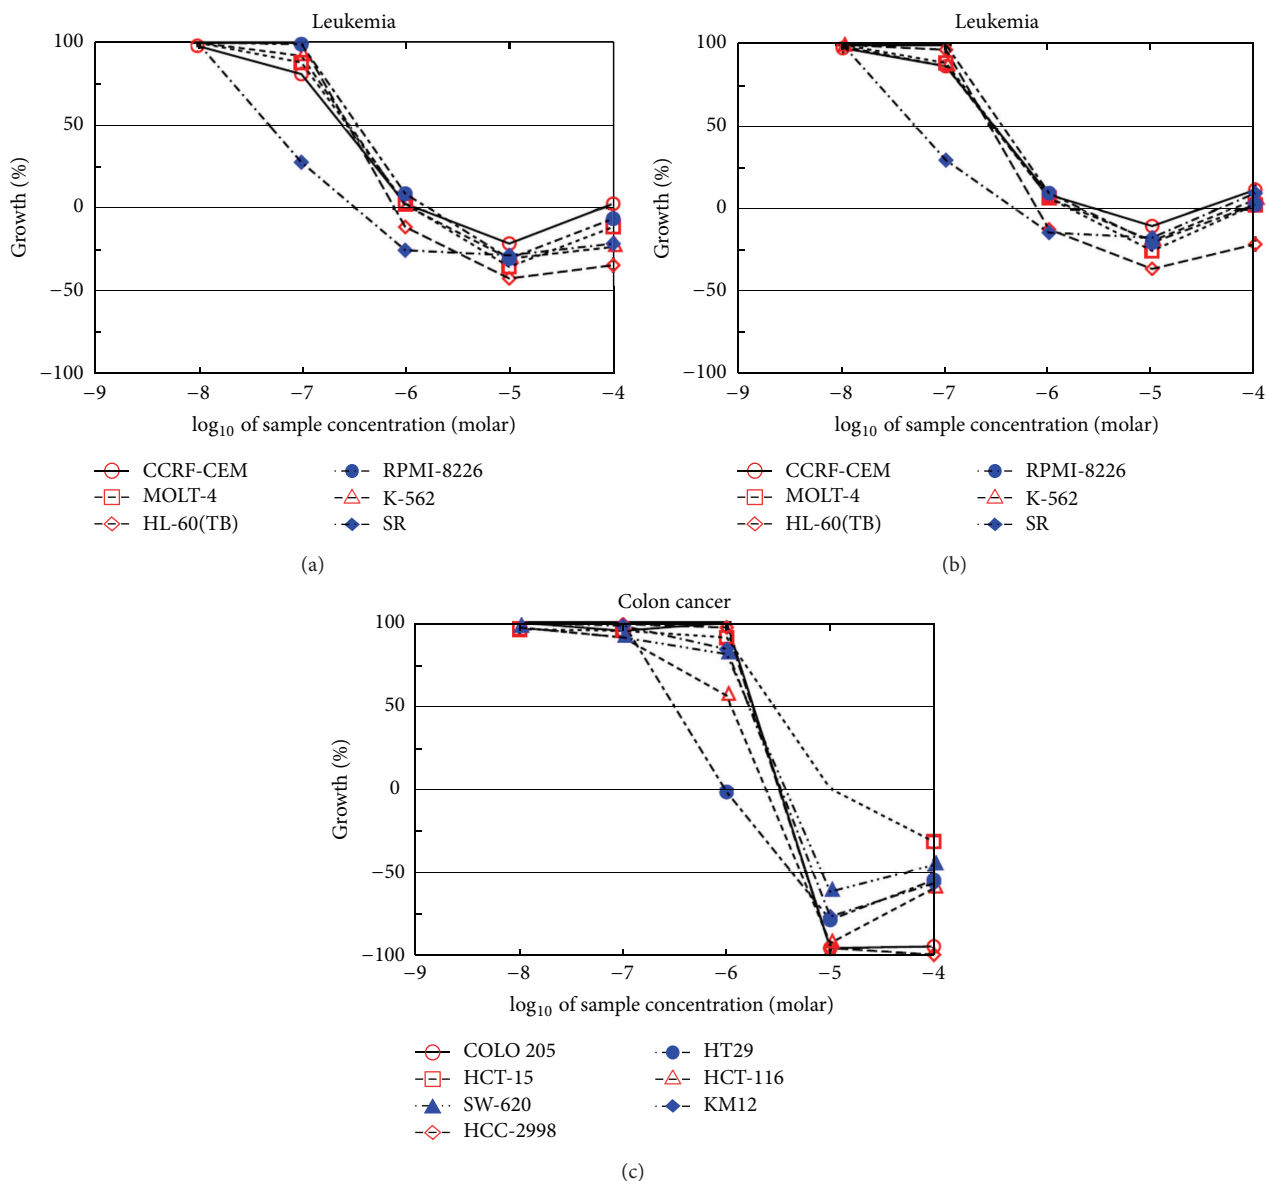 Leukemia
100
50
0
−50
−100
Growth (%)
−9 −8 −7 −6 −5 −4
log10 of sample concentration (molar)
CCRF-CEM
MOLT-4
HL-60(TB)
RPMI-8226
K-562
SR
(a)
Leukemia
100
50
0
−50
−100
Growth (%)
−9 −8 −7 −6 −5 −4
log10 of sample concentration (molar)
CCRF-CEM
MOLT-4
HL-60(TB)
RPMI-8226
K-562
SR
(b)
Colon cancer
100
50
0
−50
−100
Growth (%)
−9 −8 −7 −6 −5 −4
log10 of sample concentration (molar)
COLO 205
HCT-15
SW-620
HCC-2998
HT29
HCT-116
KM12
(c)